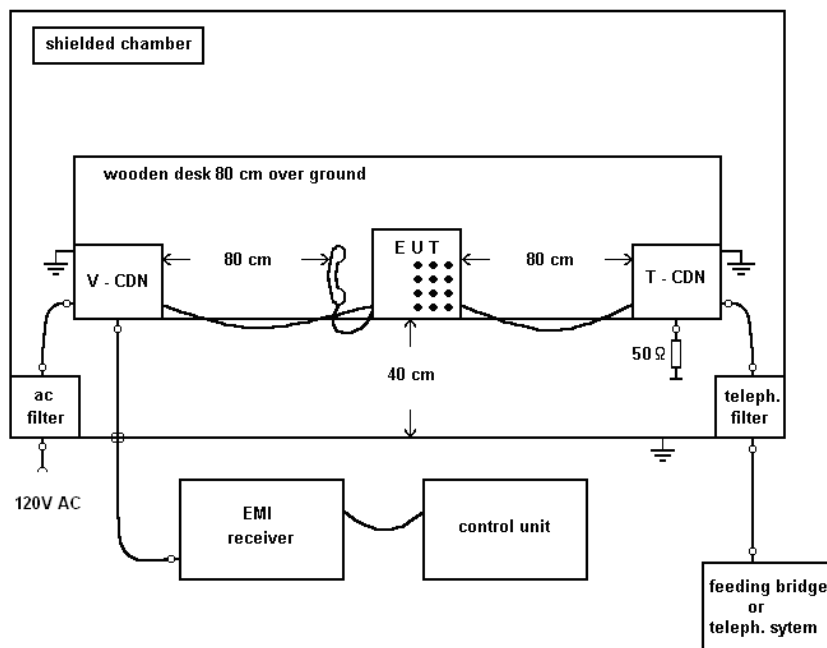 shielded chamber
wooden desk 80 cm over ground
V - CDN
80 cm
E U T
80 cm
T - CDN
50 Ω
40 cm
ac
filter
teleph.
filter
120V AC
EMI
receiver
control unit
feeding bridge
or
teleph. sytem